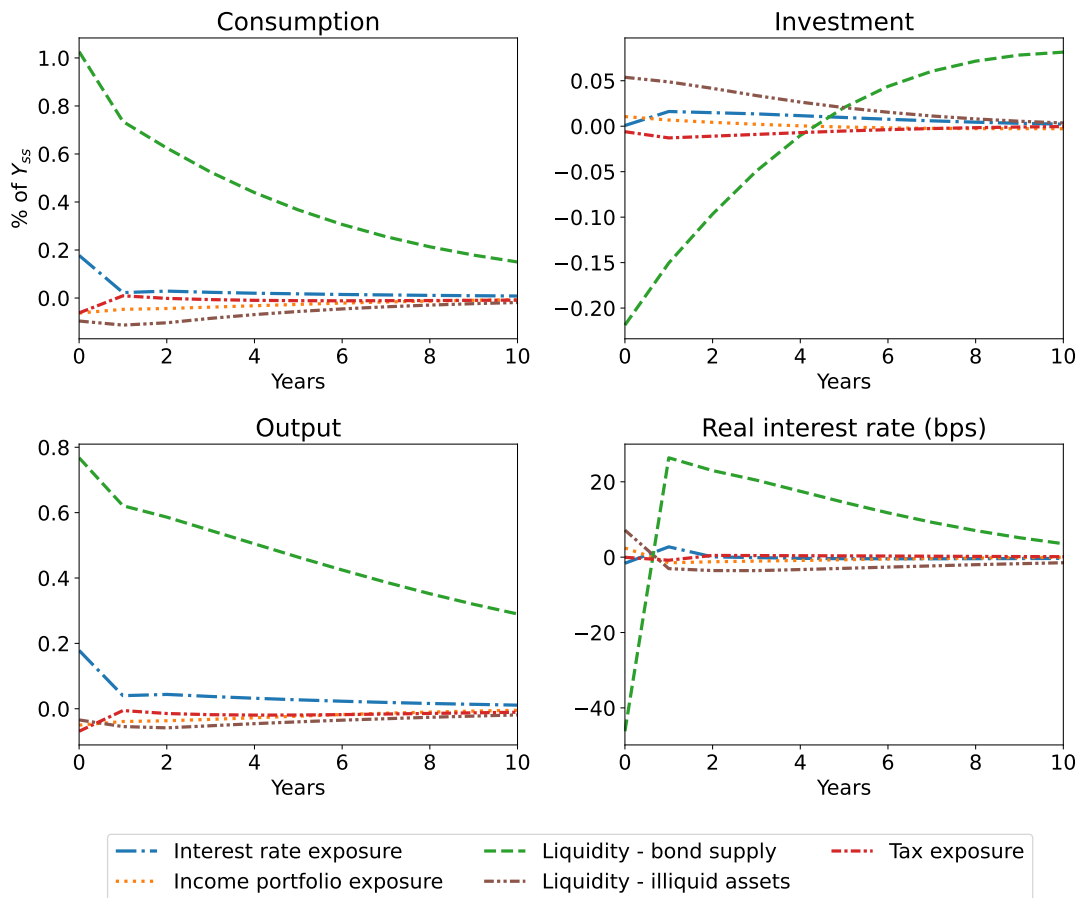 Consumption
Investment
% of Y_ss
1.0
0.8
0.6
0.4
0.2
0.0
0 2 4 6 8 10
Years
0.05
0.00
−0.05
−0.10
−0.15
−0.20
0 2 4 6 8 10
Years
Output
Real interest rate (bps)
0.8
0.6
0.4
0.2
0.0
0 2 4 6 8 10
Years
20
0
−20
−40
0 2 4 6 8 10
Years
Interest rate exposure
Income portfolio exposure
Liquidity - bond supply
Liquidity - illiquid assets
Tax exposure